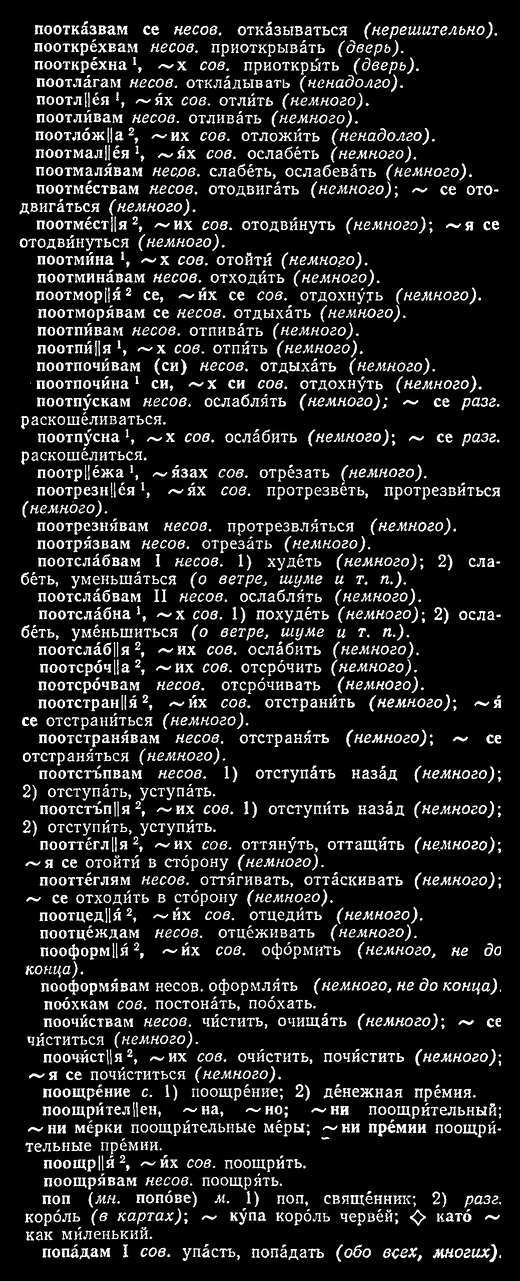 поотка́звам се несов. отка́зываться (нерешительно).
поооткре́хвам несов. приоткрыва́ть (дверь).
пооткре́хна ¹, ~х сов. приоткры́ть (дверь).
поотла́гам несов. откла́дывать (ненадолго).
поотл||е́я ¹, ~я́х сов. отли́ть (немного).
поотли́вам несов. отлива́ть (немного).
поотло́ж||а ², ~их сов. отложи́ть (ненадолго).
поотмал||е́я ¹, ~я́х сов. ослабе́ть (немного).
поотмаля́вам несов. слабе́ть, ослабева́ть (немного).
поотме́ствам несов. отодвига́ть (немного); ~ се ото-
двига́ться (немного).
поотме́ст||я ², ~их сов. отодви́нуть (немного); ~я се
отодви́нуться (немного).
поотми́на ¹, ~х сов. отойти́ (немного).
поотмина́вам несов. отходи́ть (немного).
поотмор||я́ ² се, ~и́х се сов. отдохну́ть (немного).
поотморя́вам се несов. отдыха́ть (немного).
поотпи́вам несов. отпива́ть (немного).
поотпи́||я ¹, ~х сов. отпи́ть (немного).
поотпочи́вам (си) несов. отдыха́ть (немного).
поотпочи́на ¹ си, ~х си сов. отдохну́ть (немного).
поотпу́скам несов. ослабля́ть (немного); ~ се разг.
раскоше́ливаться.
поотпу́сна ¹, ~х сов. осла́бить (немного); ~ се разг.
раскоше́литься.
поотр||е́жа ¹, ~я́зах сов. отре́зать (немного).
поотрезн||е́я ¹, ~я́х сов. протрезве́ть, протрезви́ться
(немного).
поотрезня́вам несов. протрезвля́ться (немного).
поотря́звам несов. отреза́ть (немного).
поотсла́бвам I несов. 1) худе́ть (немного); 2) сла-
бе́ть, уменьша́ться (о ветре, шуме и т. п.).
поотсла́бвам II несов. ослабля́ть (немного).
поотсла́бна ¹, ~х сов. 1) похуде́ть (немного); 2) осла-
бе́ть, уме́ньшиться (о ветре, шуме и т. п.).
поотсла́б||я ², ~их сов. осла́бить (немного).
поотсро́ч||а ², ~их сов. отсро́чить (немного).
поотсро́чвам несов. отсро́чивать (немного).
поотстран||я́ ², ~и́х сов. отстрани́ть (немного); ~я́
се отстрани́ться (немного).
поотстраня́вам несов. отстраня́ть (немного); ~ се
отстраня́ться (немного).
поотстъ́пвам несов. 1) отступа́ть наза́д (немного);
2) отступа́ть, уступа́ть.
поотстъ́п||я ², ~их сов. 1) отступи́ть наза́д (немного);
2) отступи́ть, уступи́ть.
поотте́гл||я ², ~их сов. оттяну́ть, оттащи́ть (немного);
~я се отойти́ в сто́рону (немного).
поотте́глям несов. оття́гивать, отта́скивать (немного);
~ се отходи́ть в сто́рону (немного).
поотцед||я́ ², ~и́х сов. отцеди́ть (немного).
поотце́ждам несов. отце́живать (немного).
пооформ||я́ ², ~и́х сов. офо́рмить (немного, не до
конца).
пооформя́вам несов. оформля́ть (немного, не до конца).
поо́хкам сов. постона́ть, поо́хать.
поочи́ствам несов. чи́стить, очища́ть (немного); ~ се
чи́ститься (немного).
поочи́ст||я ², ~их сов. очи́стить, почи́стить (немного);
~я се почи́ститься (немного).
поощре́ние с. 1) поощре́ние; 2) де́нежная пре́мия.
поощри́тел||ен, ~на, ~но; ~ни поощри́тельный;
~ни ме́рки поощри́тельные ме́ры; ~ни пре́мии поощри́-
тельные пре́мии.
поощр||я́ ², ~и́х сов. поощри́ть.
поощря́вам несов. поощря́ть.
поп (мн. попо́ве) м. 1) поп, свяще́нник; 2) разг.
коро́ль (в картах); ~ ку́па коро́ль черве́й; ◇ като́ ~
как ми́ленький.
попа́дам I сов. упа́сть, попа́дать (обо всех, многих).